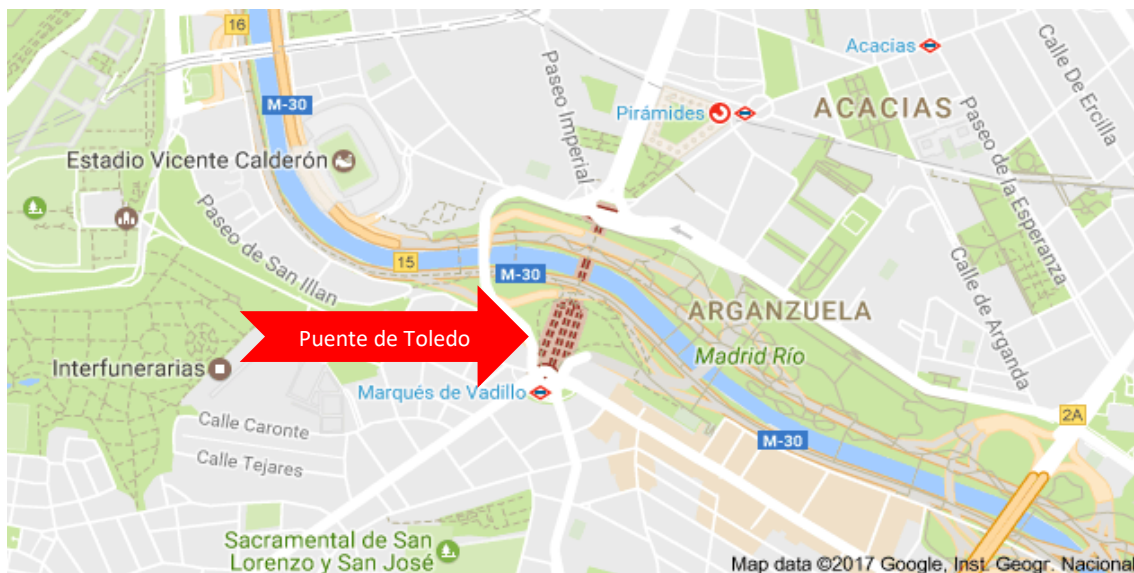 16
Acacias
Calle De Ercilla
M-30
Paseo Imperial
Pirámides
ACACIAS
Paseo de la Esperanza
Estadio Vicente Calderón
Paseo de San Illan
15
M-30
Calle de Arganda
ARGANZUELA
Puente de Toledo
Madrid Río
Interfunerarias
Marqués de Vadillo
2A
Calle Caronte
M-30
Calle Tejares
Sacramental de San
Lorenzo y San José
Map data ©2017 Google, Inst. Geogr. Nacional